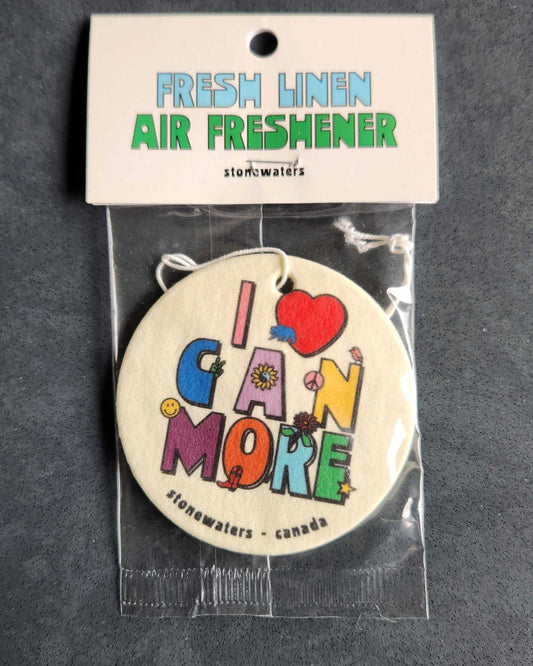 FRESH LINEN
AIR FRESHENER
stonewaters
I ❤
CAN
MORE
stonewaters - canada